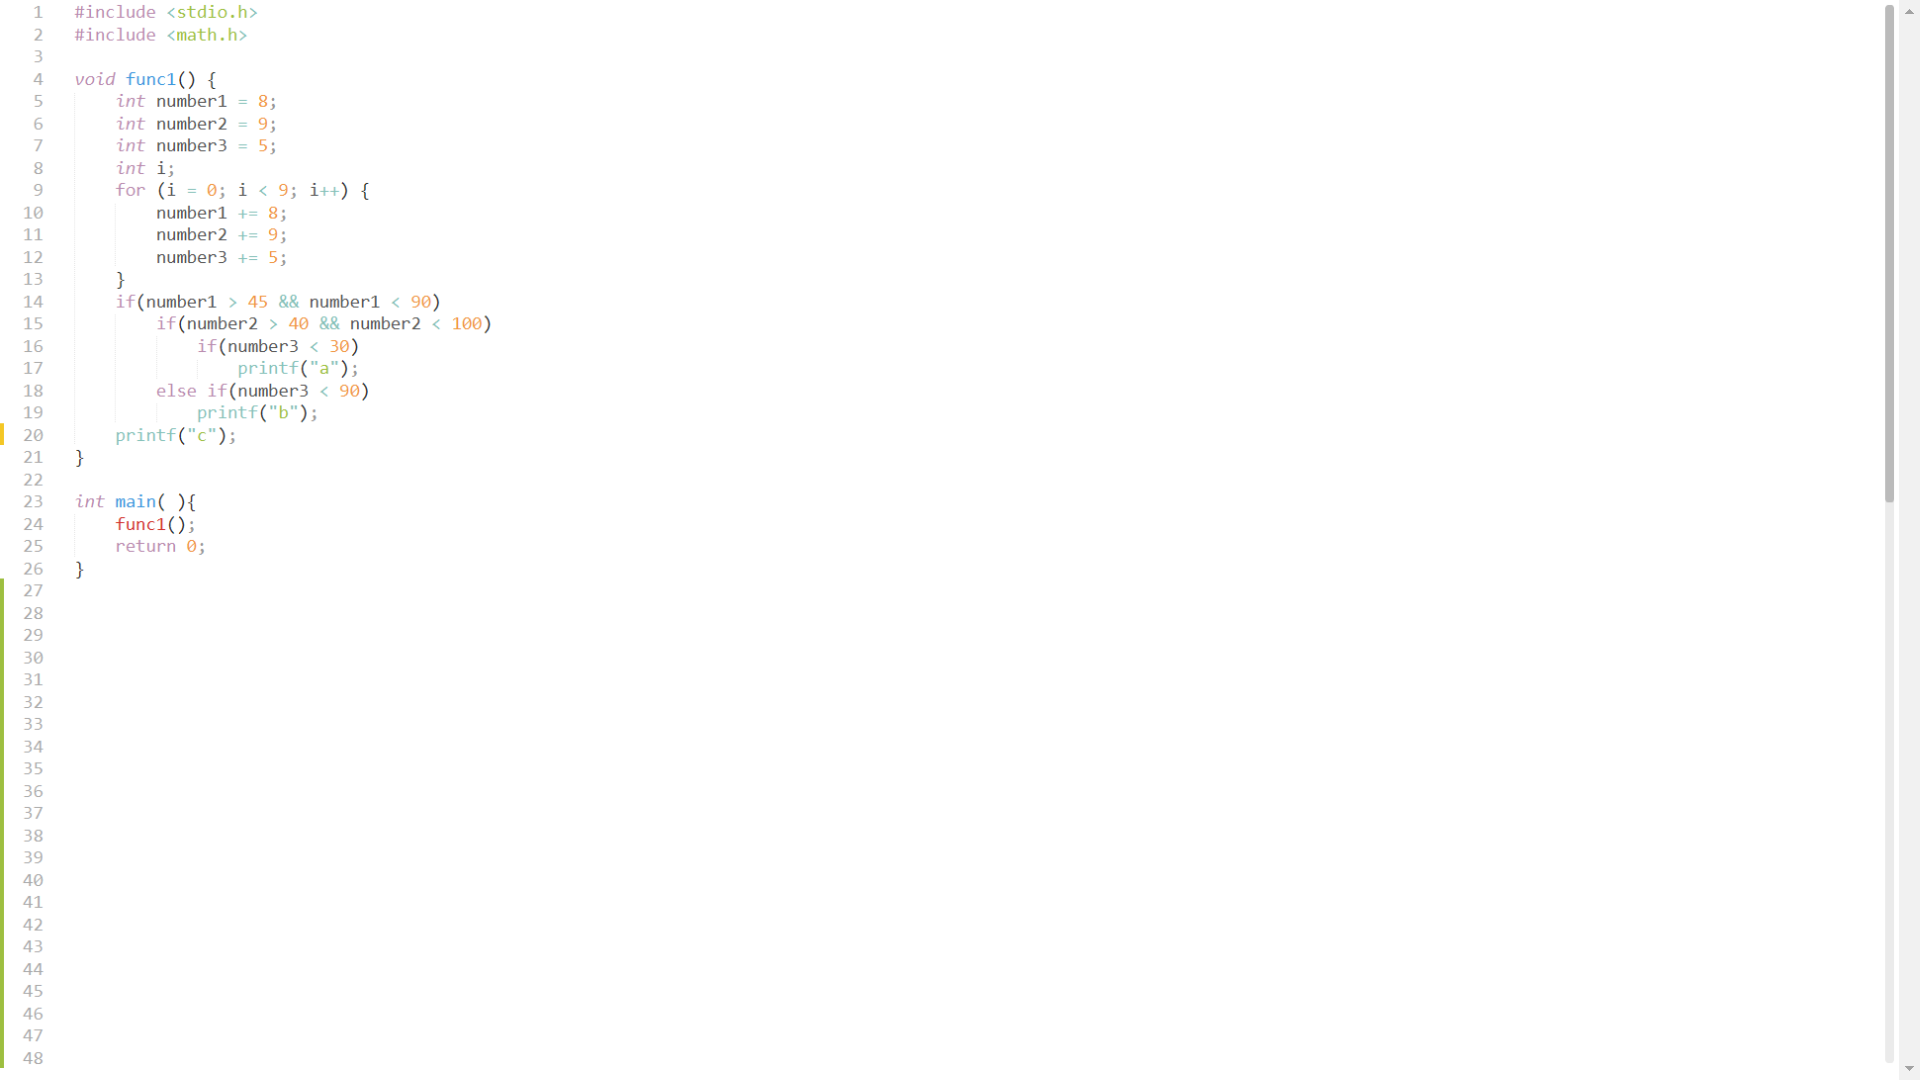 1 #include <stdio.h>
2 #include <math.h>
3
4 void func1() {
5     int number1 = 8;
6     int number2 = 9;
7     int number3 = 5;
8     int i;
9     for (i = 0; i < 9; i++) {
10         number1 += 8;
11         number2 += 9;
12         number3 += 5;
13     }
14     if(number1 > 45 && number1 < 90)
15         if(number2 > 40 && number2 < 100)
16             if(number3 < 30)
17                 printf("a");
18         else if(number3 < 90)
19             printf("b");
20     printf("c");
21 }
22
23 int main( ){
24     func1();
25     return 0;
26 }
27
28
29
30
31
32
33
34
35
36
37
38
39
40
41
42
43
44
45
46
47
48